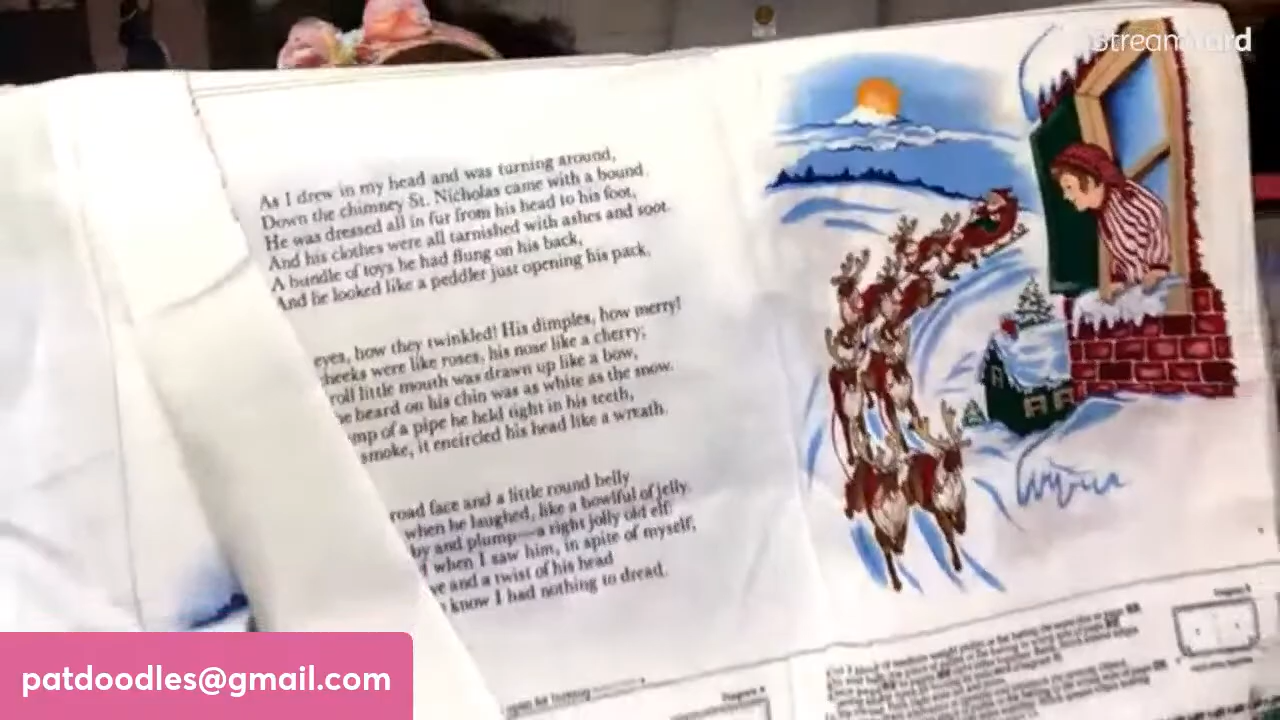 streamyard
As I drew in my head and was turning around,
Down the chimney St. Nicholas came with a bound.
He was dressed all in fur from his head to his foot,
And his clothes were all tarnished with ashes and soot.
A bundle of toys he had flung on his back,
And he looked like a peddler just opening his pack.
eyes, how they twinkled! His dimples, how merry!
heeks were like roses, his nose like a cherry;
roll little mouth was drawn up like a bow,
he beard on his chin was as white as the snow.
mp of a pipe he held tight in his teeth,
smoke, it encircled his head like a wreath.
road face and a little round belly
when he laughed, like a bowlful of jelly.
by and plump—a right jolly old elf:
when I saw him, in spite of myself;
and a twist of his head
know I had nothing to dread.
Diagram A
patdoodles@gmail.com